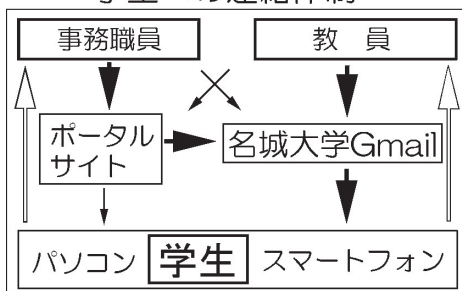 事務職員
教 員
ポータル
サイト
名城大学Gmail
パソコン 学生 スマートフォン